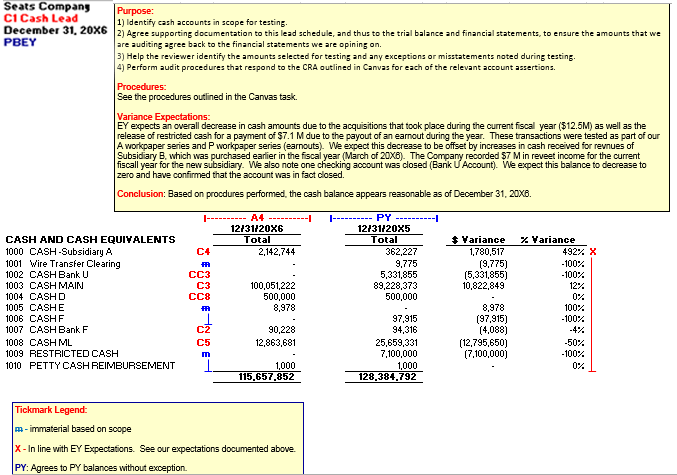 Seats Company
C1 Cash Lead
December 31, 20X6
PBEY
Purpose:
1) Identify cash accounts in scope for testing.
2) Agree supporting documentation to this lead schedule, and thus to the trial balance and financial statements, to ensure the amounts that we
are auditing agree back to the financial statements we are opining on.
3) Help the reviewer identify the amounts selected for testing and any exceptions or misstatements noted during testing.
4) Perform audit procedures that respond to the CRA outlined in Canvas for each of the relevant account assertions.
Procedures:
See the procedures outlined in the Canvas task.
Variance Expectations:
EY expects an overall decrease in cash amounts due to the acquisitions that took place during the current fiscal year ($12.5M) as well as the
release of restricted cash for a payment of $7.1 M due to the payout of an earnout during the year. These transactions were tested as part of our
A workpaper series and P workpaper series (earnouts). We expect this decrease to be offset by increases in cash received for revnues of
Subsidiary B, which was purchased earlier in the fiscal year (March of 20X6). The Company recorded $7 M in reveet income for the current
fiscall year for the new subsidiary. We also note one checking account was closed (Bank U Account). We expect this balance to decrease to
zero and have confirmed that the account was in fact closed.
Conclusion: Based on procdures performed, the cash balance appears reasonable as of December 31, 20X6.
A4 PY
12/31/20X6 12/31/20X5
CASH AND CASH EQUIVALENTS Total Total $ Variance % Variance
1000 CASH -Subsidiary A C4 2,142,744 362,227 1,780,517 492% X
1001 Wire Transfer Clearing m - 9,775 (9,775) -100%
1002 CASH Bank U CC3 - 5,331,855 (5,331,855) -100%
1003 CASH MAIN C3 100,051,222 89,228,373 10,822,849 12%
1004 CASH D CC8 500,000 500,000 - 0%
1005 CASH E m 8,978 8,978 100%
1006 CASH F - 97,915 (97,915) -100%
1007 CASH Bank F C2 90,228 94,316 (4,088) -4%
1008 CASH ML C5 12,863,681 25,659,331 (12,795,650) -50%
1009 RESTRICTED CASH m - 7,100,000 (7,100,000) -100%
1010 PETTY CASH REIMBURSEMENT 1,000 1,000 - 0%
115,657,852 128,384,792
Tickmark Legend:
m - immaterial based on scope
X - In line with EY Expectations. See our expectations documented above.
PY: Agrees to PY balances without exception.